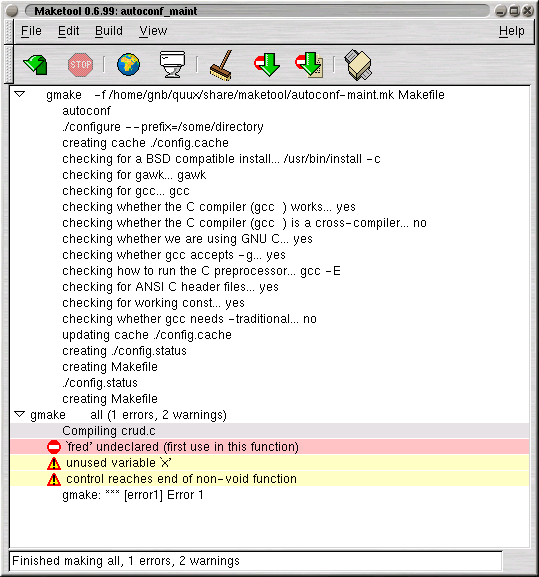 Maketool 0.6.99: autoconf_maint
File Edit Build View Help
STOP
gmake -f /home/gnb/quux/share/maketool/autoconf-maint.mk Makefile
autoconf
./configure --prefix=/some/directory
creating cache ./config.cache
checking for a BSD compatible install... /usr/bin/install -c
checking for gawk... gawk
checking for gcc... gcc
checking whether the C compiler (gcc  ) works... yes
checking whether the C compiler (gcc  ) is a cross-compiler... no
checking whether we are using GNU C... yes
checking whether gcc accepts -g... yes
checking how to run the C preprocessor... gcc -E
checking for ANSI C header files... yes
checking for working const... yes
checking whether gcc needs -traditional... no
updating cache ./config.cache
creating ./config.status
creating Makefile
./config.status
creating Makefile
gmake all (1 errors, 2 warnings)
Compiling crud.c
`fred' undeclared (first use in this function)
unused variable `x'
control reaches end of non-void function
gmake: *** [error1] Error 1
Finished making all, 1 errors, 2 warnings